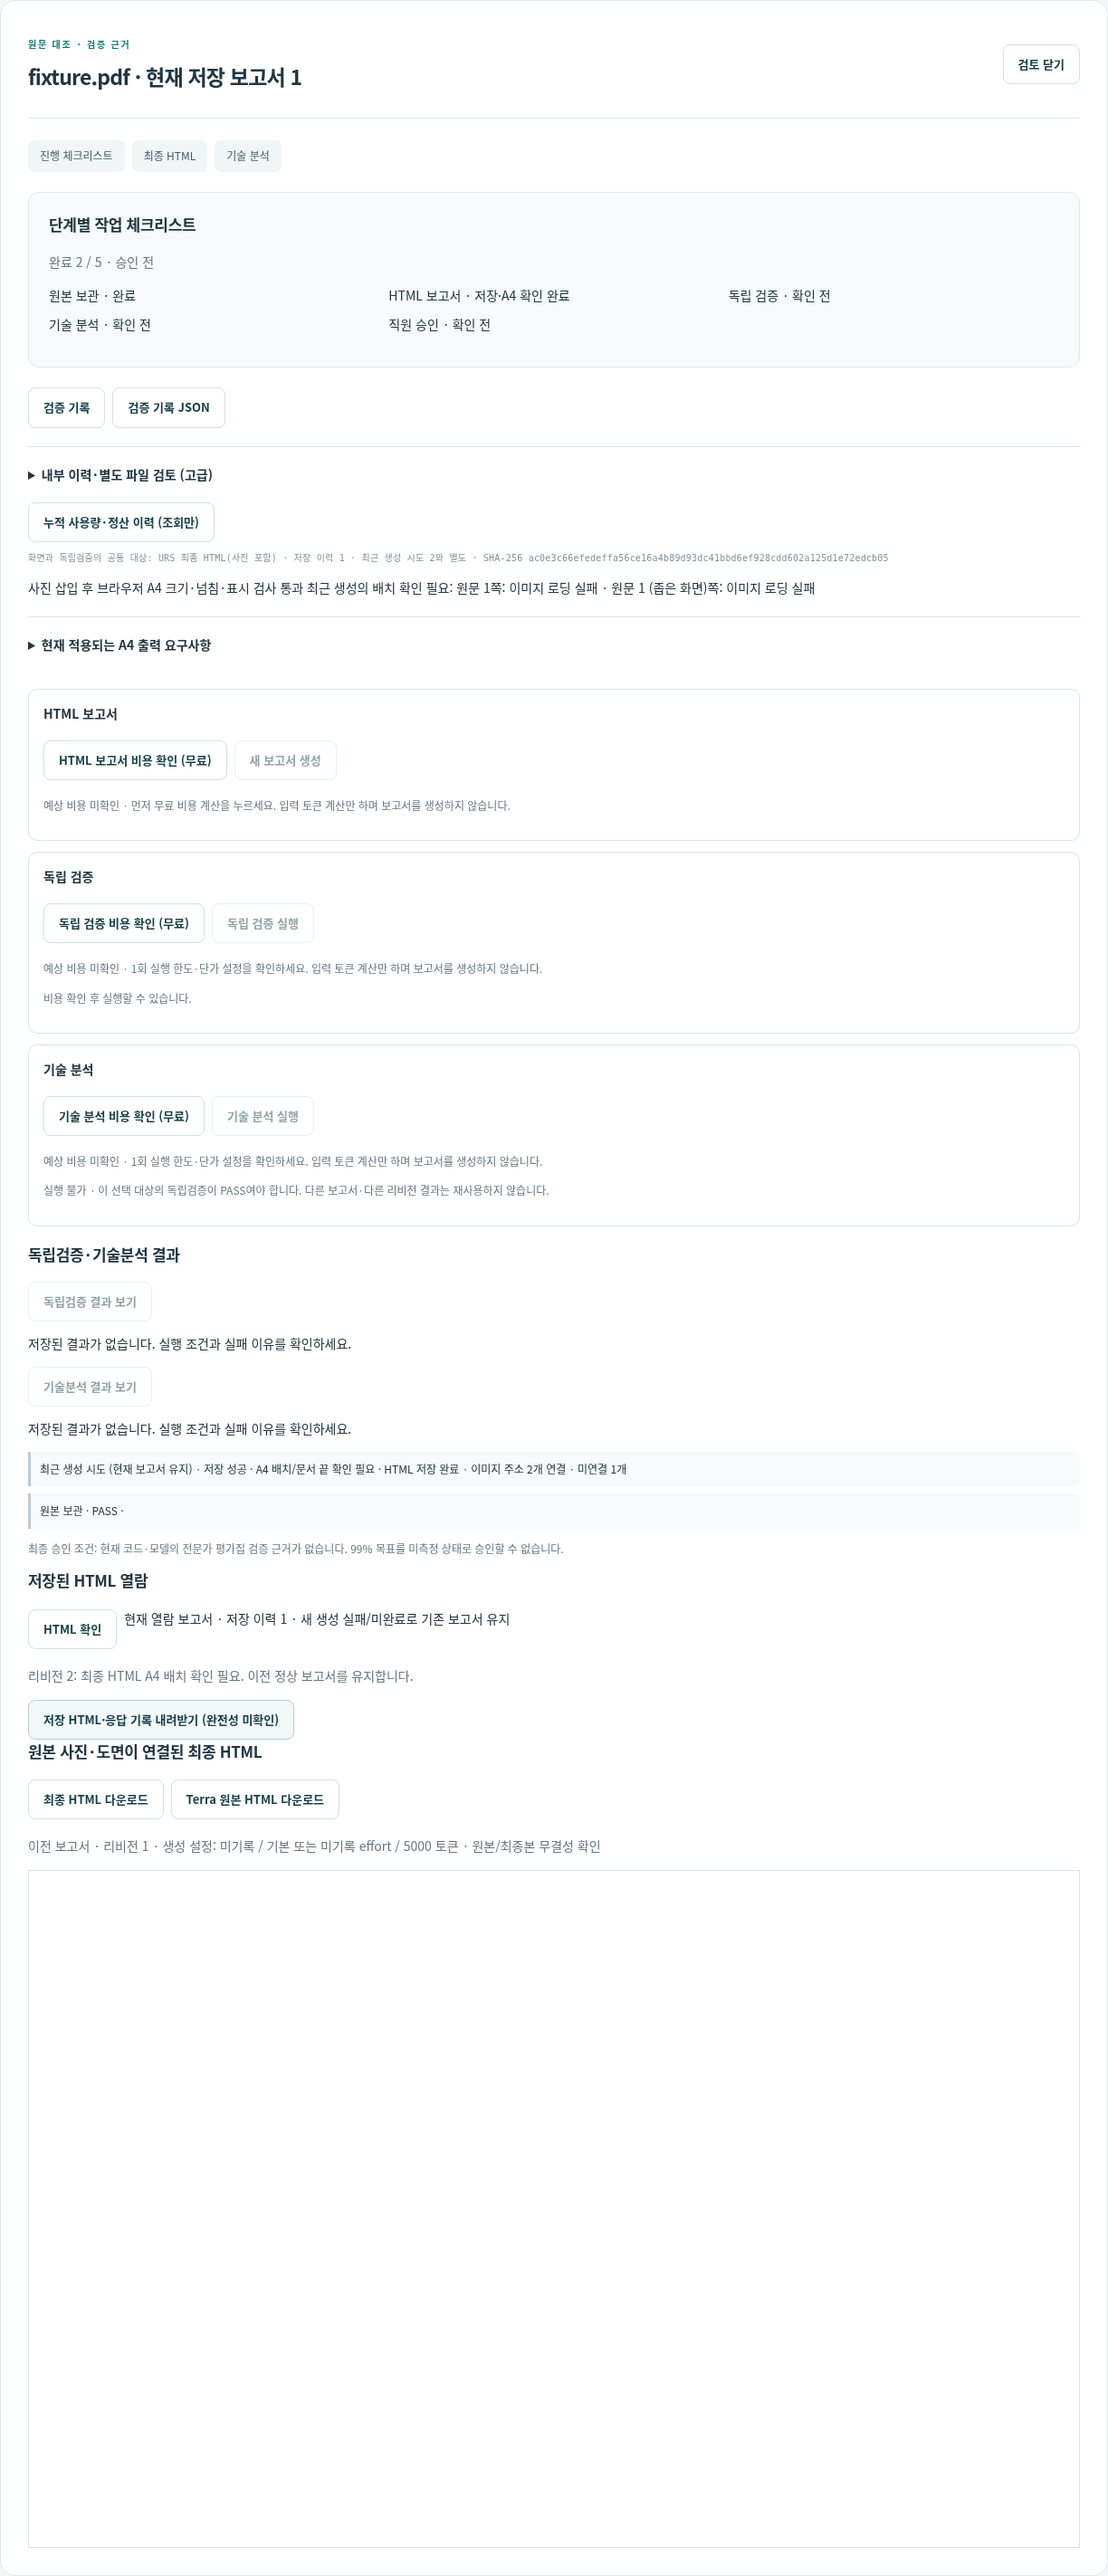 원문 대조 · 검증 근거
fixture.pdf · 현재 저장 보고서 1
검토 닫기
진행 체크리스트
최종 HTML
기술 분석
단계별 작업 체크리스트
완료 2 / 5 · 승인 전
원본 보관 · 완료
HTML 보고서 · 저장·A4 확인 완료
독립 검증 · 확인 전
기술 분석 · 확인 전
직원 승인 · 확인 전
검증 기록
검증 기록 JSON
▶ 내부 이력·별도 파일 검토 (고급)
누적 사용량·정산 이력 (조회만)
화면과 독립검증의 공통 대상: URS 최종 HTML(사진 포함) · 저장 이력 1 · 최근 생성 시도 2와 별도 · SHA-256 ac0e3c66efedeffa56ce16a4b89d93dc41bbd6ef928cdd602a125d1e72edcb05
사진 삽입 후 브라우저 A4 크기·넘침·표시 검사 통과 최근 생성의 배치 확인 필요: 원문 1쪽: 이미지 로딩 실패 · 원문 1 (좁은 화면)쪽: 이미지 로딩 실패
▶ 현재 적용되는 A4 출력 요구사항
HTML 보고서
HTML 보고서 비용 확인 (무료)
새 보고서 생성
예상 비용 미확인 · 먼저 무료 비용 계산을 누르세요. 입력 토큰 계산만 하며 보고서를 생성하지 않습니다.
독립 검증
독립 검증 비용 확인 (무료)
독립 검증 실행
예상 비용 미확인 · 1회 실행 한도·단가 설정을 확인하세요. 입력 토큰 계산만 하며 보고서를 생성하지 않습니다.
비용 확인 후 실행할 수 있습니다.
기술 분석
기술 분석 비용 확인 (무료)
기술 분석 실행
예상 비용 미확인 · 1회 실행 한도·단가 설정을 확인하세요. 입력 토큰 계산만 하며 보고서를 생성하지 않습니다.
실행 불가 · 이 선택 대상의 독립검증이 PASS여야 합니다. 다른 보고서·다른 리비전 결과는 재사용하지 않습니다.
독립검증·기술분석 결과
독립검증 결과 보기
저장된 결과가 없습니다. 실행 조건과 실패 이유를 확인하세요.
기술분석 결과 보기
저장된 결과가 없습니다. 실행 조건과 실패 이유를 확인하세요.
최근 생성 시도 (현재 보고서 유지) · 저장 성공 · A4 배치/문서 끝 확인 필요 · HTML 저장 완료 · 이미지 주소 2개 연결 · 미연결 1개
원본 보관 · PASS ·
최종 승인 조건: 현재 코드·모델의 전문가 평가집 검증 근거가 없습니다. 99% 목표를 미측정 상태로 승인할 수 없습니다.
저장된 HTML 열람
HTML 확인
현재 열람 보고서 · 저장 이력 1 · 새 생성 실패/미완료로 기존 보고서 유지
리비전 2: 최종 HTML A4 배치 확인 필요. 이전 정상 보고서를 유지합니다.
저장 HTML·응답 기록 내려받기 (완전성 미확인)
원본 사진·도면이 연결된 최종 HTML
최종 HTML 다운로드
Terra 원본 HTML 다운로드
이전 보고서 · 리비전 1 · 생성 설정: 미기록 / 기본 또는 미기록 effort / 5000 토큰 · 원본/최종본 무결성 확인